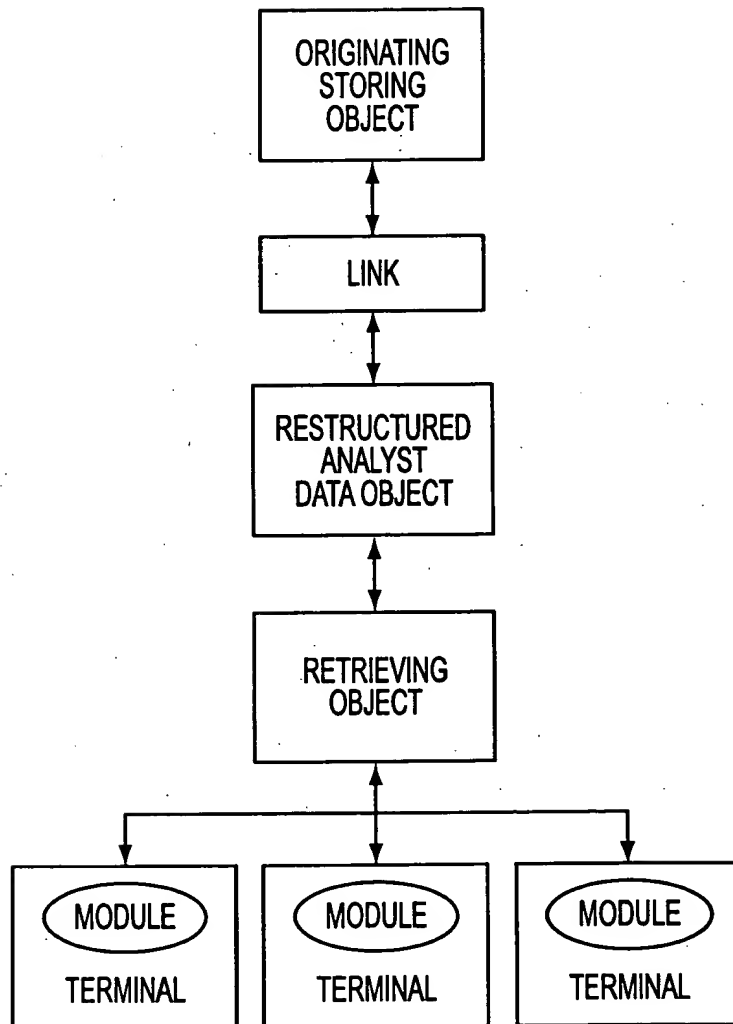 ORIGINATING
STORING
OBJECT
LINK
RESTRUCTURED
ANALYST
DATA OBJECT
RETRIEVING
OBJECT
MODULE
TERMINAL
MODULE
TERMINAL
MODULE
TERMINAL